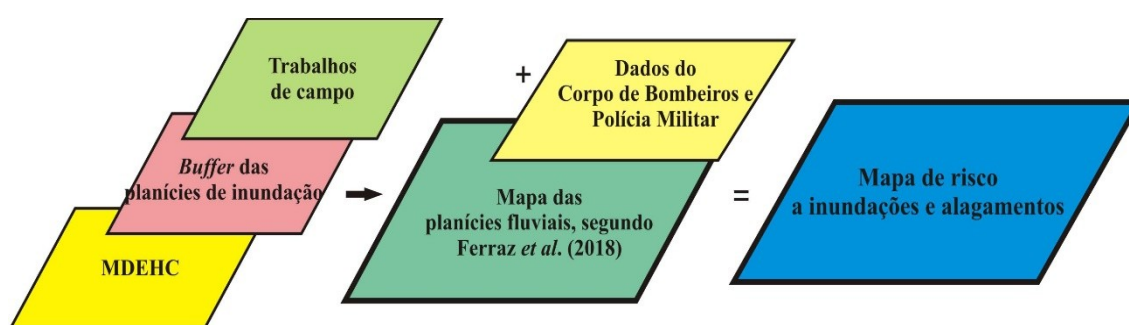 Trabalhos
de campo
Buffer das
planícies de inundação
MDEHC
+
Dados do
Corpo de Bombeiros e
Polícia Militar
Mapa das
planícies fluviais, segundo
Ferraz et al. (2018)
=
Mapa de risco
a inundações e alagamentos